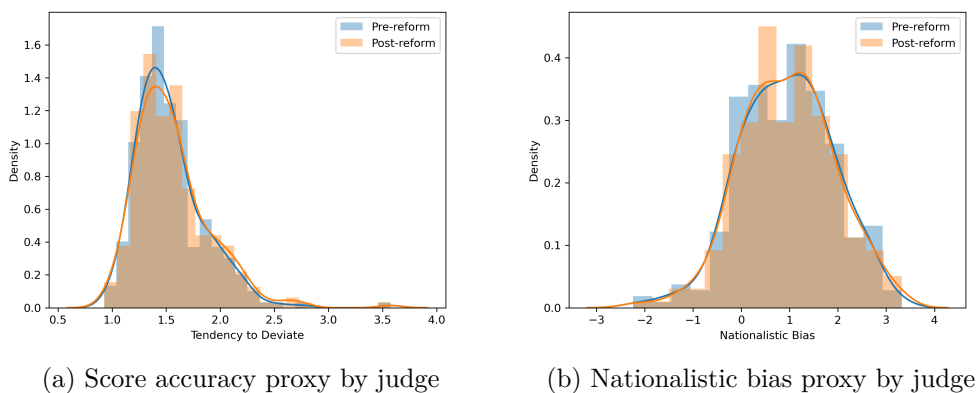 Density
1.6
1.4
1.2
1.0
0.8
0.6
0.4
0.2
0.0
0.5 1.0 1.5 2.0 2.5 3.0 3.5 4.0
Tendency to Deviate
Pre-reform
Post-reform
(a) Score accuracy proxy by judge
Density
0.4
0.3
0.2
0.1
0.0
−3 −2 −1 0 1 2 3 4
Nationalistic Bias
Pre-reform
Post-reform
(b) Nationalistic bias proxy by judge